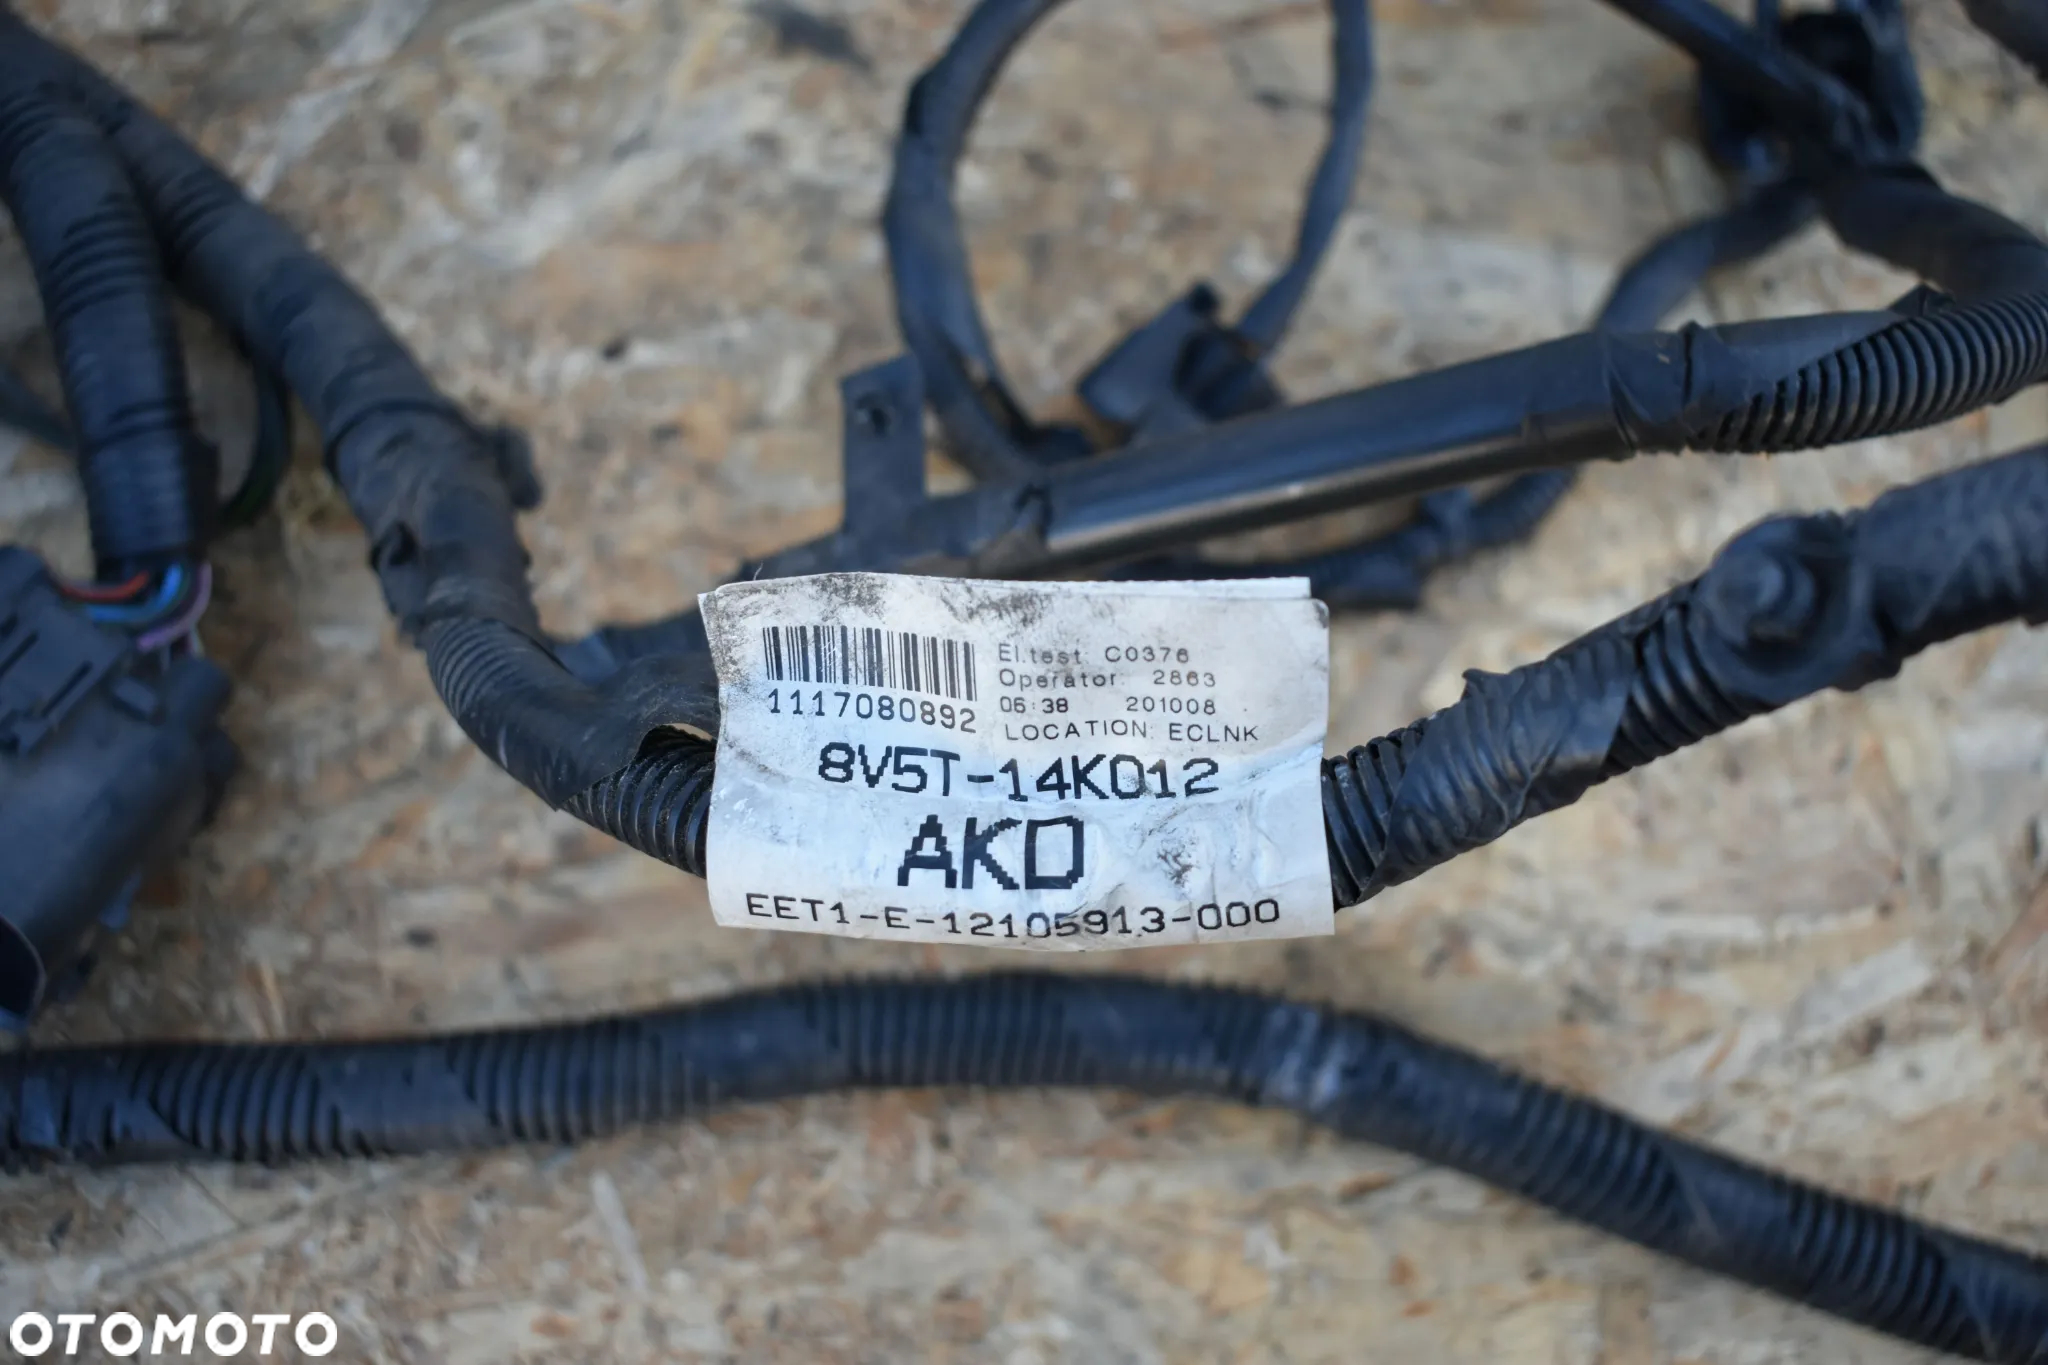 El.test: C0376
Operator: 2863
06:38 201008
LOCATION: ECLNK
1117080892
8V5T-14K012
AKD
EET1-E-12105913-000
OTOMOTO